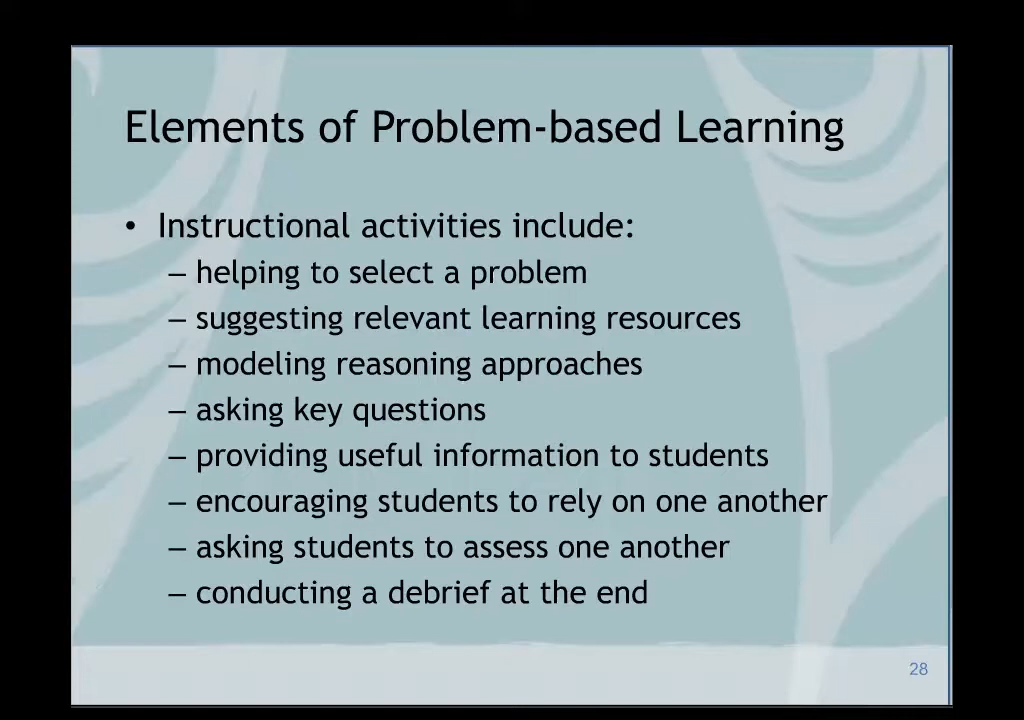 Elements of Problem-based Learning
• Instructional activities include:
– helping to select a problem
– suggesting relevant learning resources
– modeling reasoning approaches
– asking key questions
– providing useful information to students
– encouraging students to rely on one another
– asking students to assess one another
– conducting a debrief at the end
28